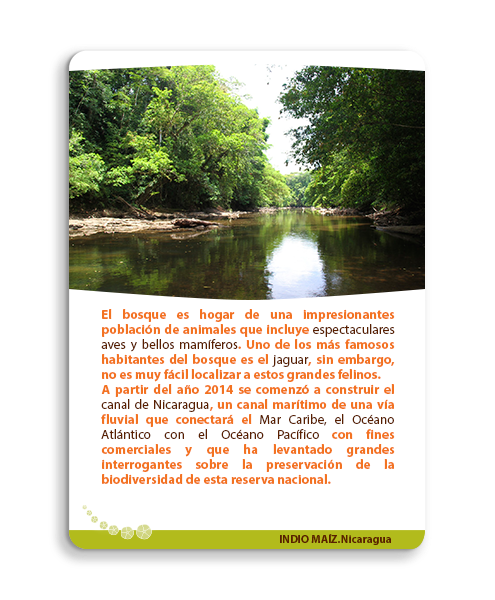 El bosque es hogar de una impresionantes
población de animales que incluye espectaculares
aves y bellos mamíferos. Uno de los más famosos
habitantes del bosque es el jaguar, sin embargo,
no es muy fácil localizar a estos grandes felinos.
A partir del año 2014 se comenzó a construir el
canal de Nicaragua, un canal marítimo de una vía
fluvial que conectará el Mar Caribe, el Océano
Atlántico con el Océano Pacífico con fines
comerciales y que ha levantado grandes
interrogantes sobre la preservación de la
biodiversidad de esta reserva nacional.
INDIO MAÍZ.Nicaragua